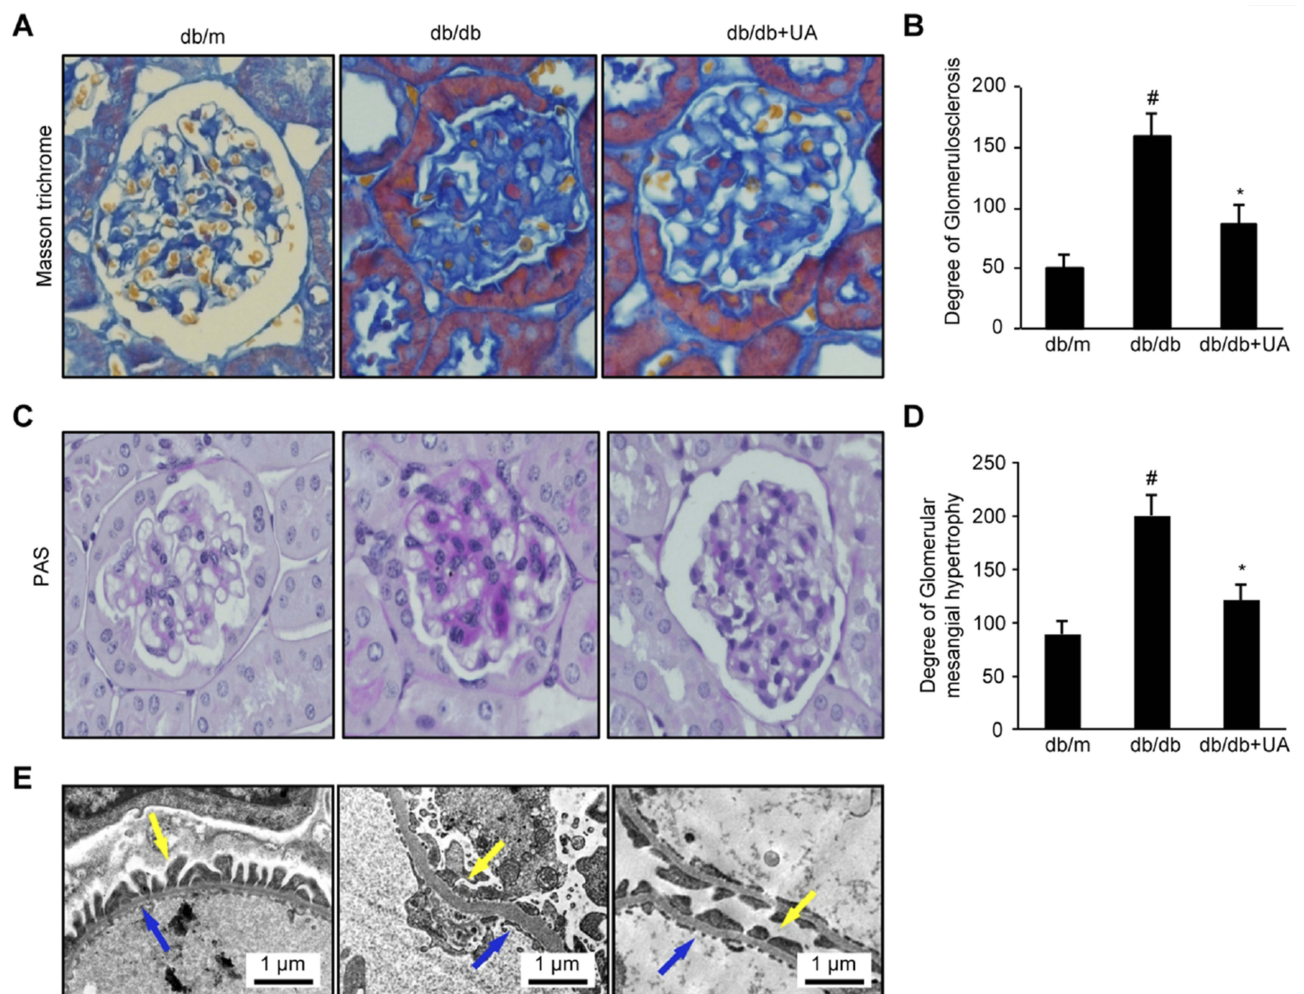 A
db/m
db/db
db/db+UA
Masson trichrome
B
Degree of Glomerulosclerosis
200
150
100
50
0
#
*
db/m
db/db
db/db+UA
C
PAS
D
Degree of Glomerular
mesangial hypertrophy
250
200
150
100
50
0
#
*
db/m
db/db
db/db+UA
E
1 µm
1 µm
1 µm